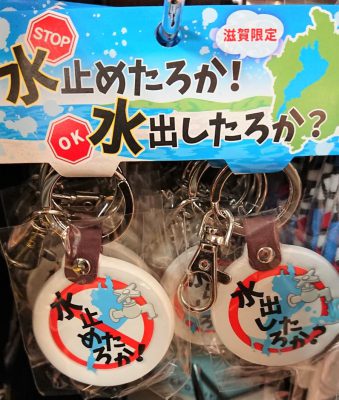 STOP
滋賀限定
水止めたろか!
OK
水出したろか?
水
止めた
ろか!
水
出した
ろか?